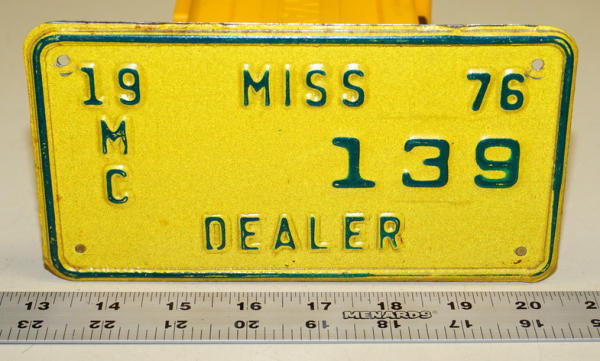 19 MISS 76
M
C
139
DEALER
13 14 15 16 17 18 19 20
MENARDS
23 22 21 20 19 18 17 16